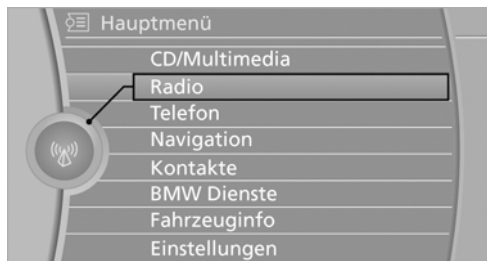 Hauptmenü
CD/Multimedia
Radio
Telefon
Navigation
Kontakte
BMW Dienste
Fahrzeuginfo
Einstellungen